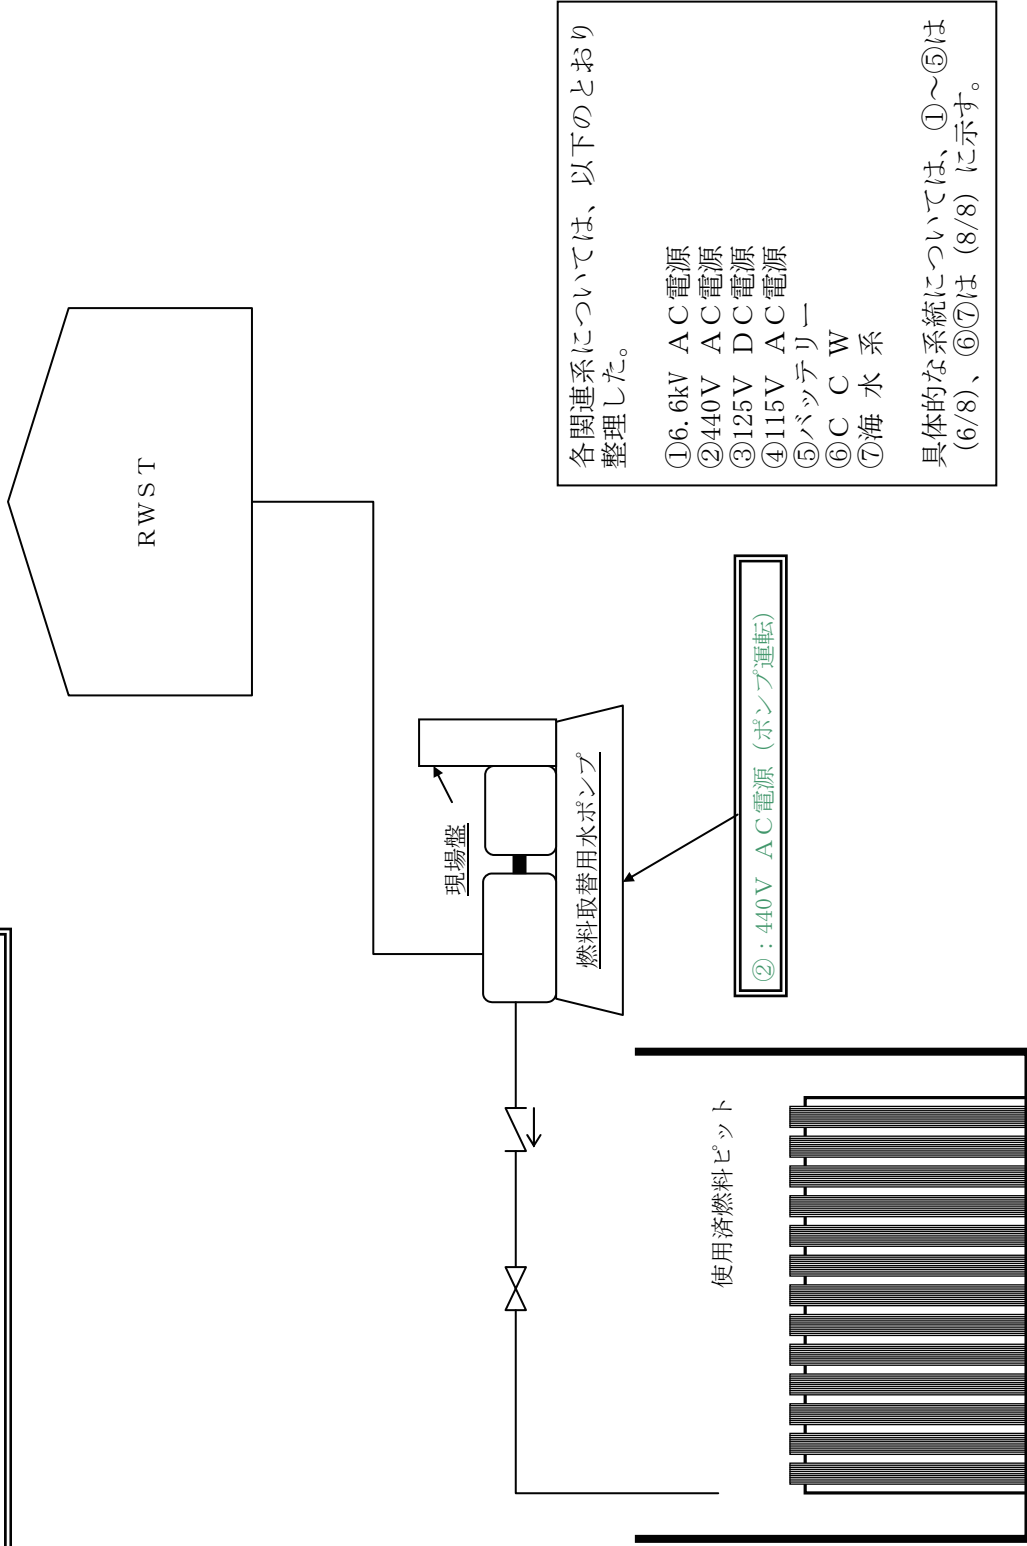 RWST
現場盤
燃料取替用水ポンプ
②:440V AC電源(ポンプ運転)
使用済燃料ピット
各関連系については、以下のとおり
整理した。
①6.6kV AC電源
②440V AC電源
③125V DC電源
④115V AC電源
⑤バッテリー
⑥C C W
⑦海 水 系
具体的な系統については、①~⑤は
(6/8)、⑥⑦は (8/8) に示す。